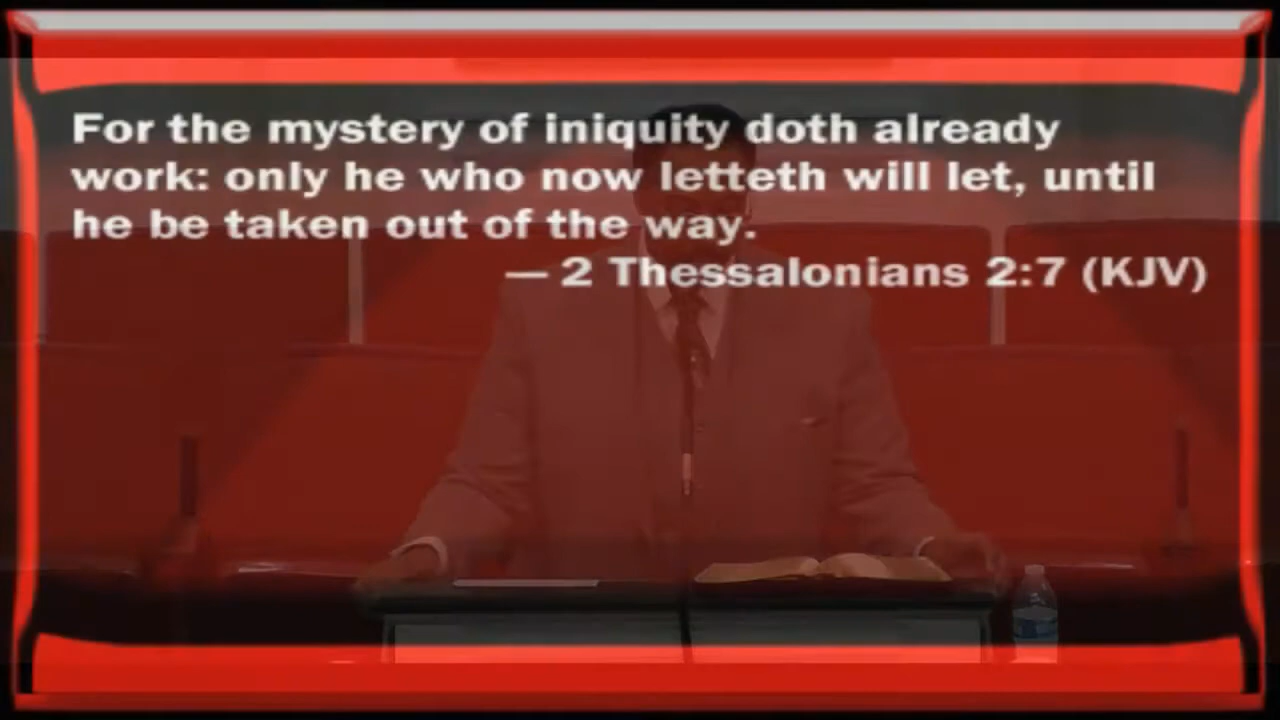 For the mystery of iniquity doth already
work: only he who now letteth will let, until
he be taken out of the way.
— 2 Thessalonians 2:7 (KJV)